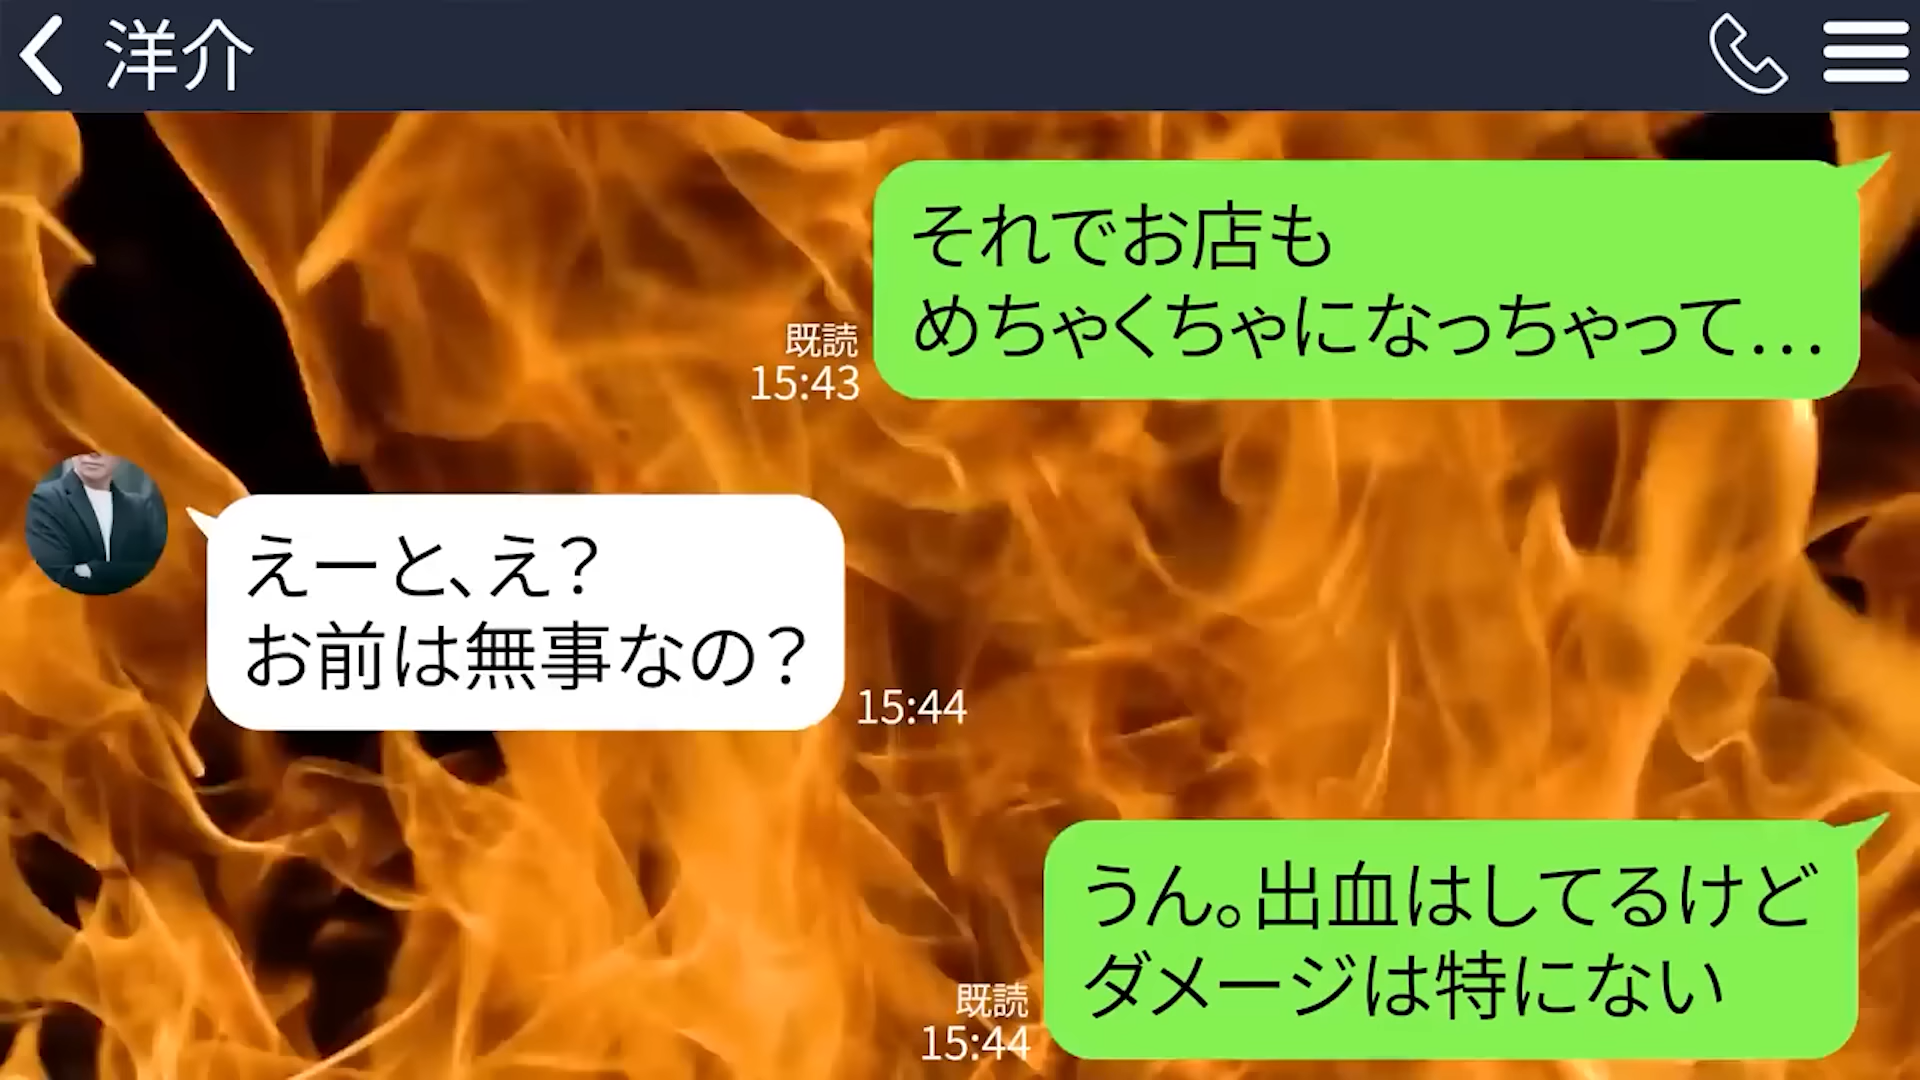 洋介
それでお店も
めちゃくちゃになっちゃって...
既読
15:43
えーと、え？
お前は無事なの？
15:44
うん。出血はしてるけど
ダメージは特にない
既読
15:44